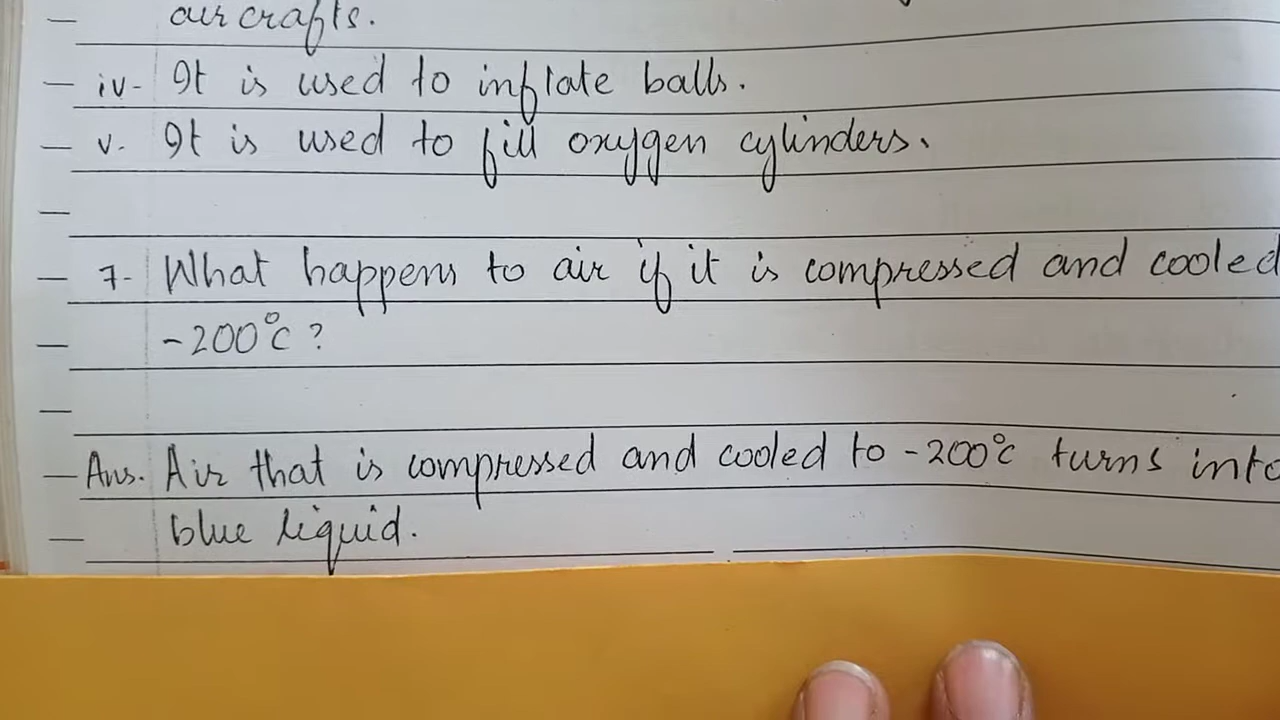 aircrafts.
iv- It is used to inflate balls.
v. It is used to fill oxygen cylinders.
7- What happens to air if it is compressed and cooled
-200°c?
Ans. Air that is compressed and cooled to -200°c turns into
blue liquid.